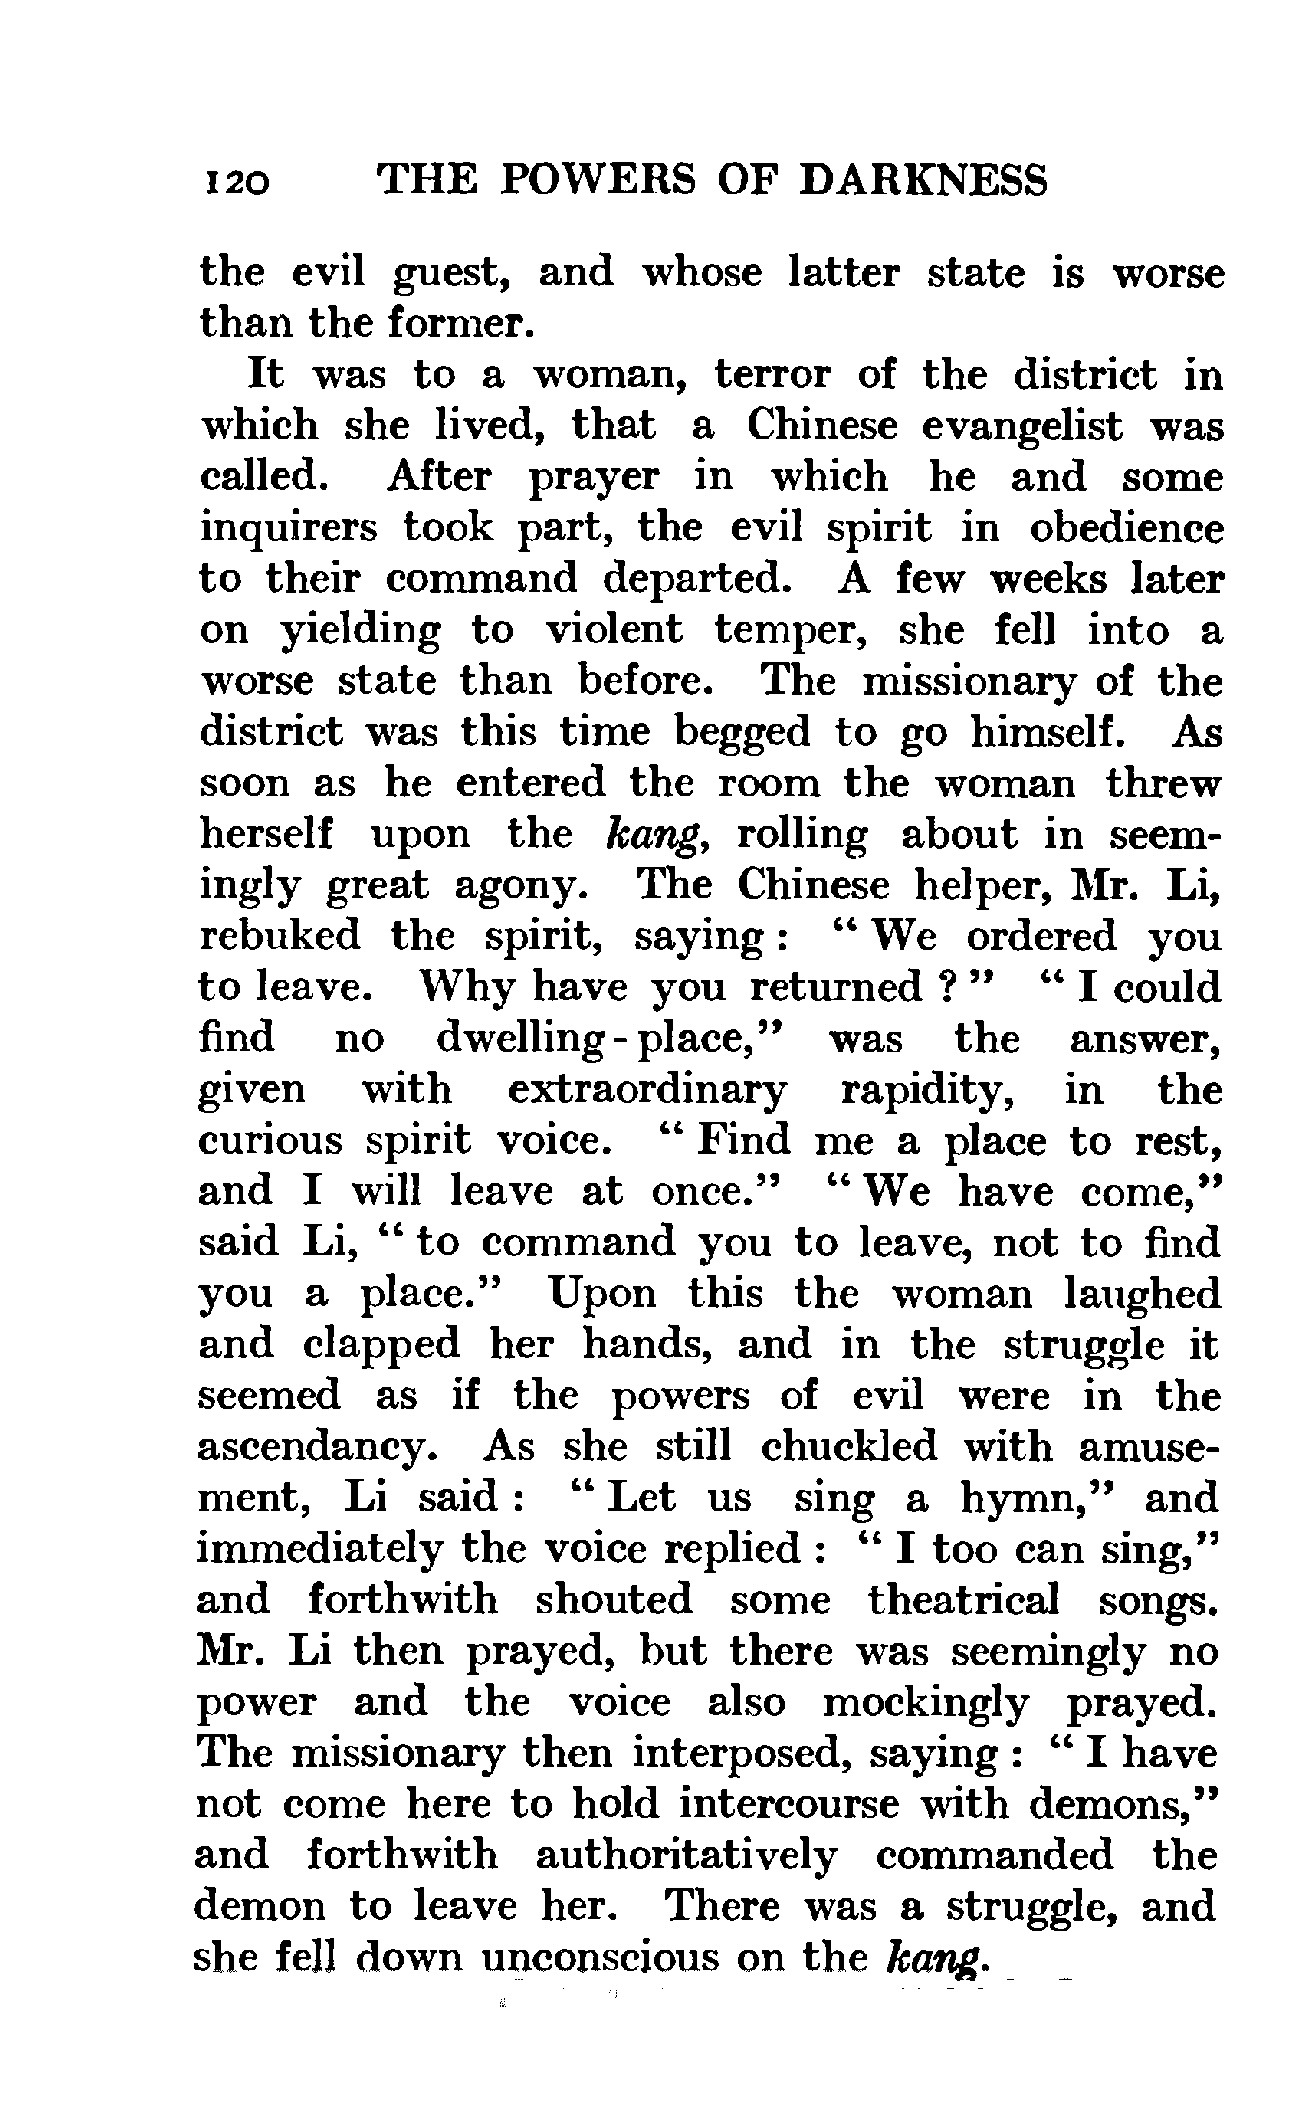 120 THE POWERS OF DARKNESS
the evil guest, and whose latter state is worse
than the former.
It was to a woman, terror of the district in
which she lived, that a Chinese evangelist was
called. After prayer in which he and some
inquirers took part, the evil spirit in obedience
to their command departed. A few weeks later
on yielding to violent temper, she fell into a
worse state than before. The missionary of the
district was this time begged to go himself. As
soon as he entered the room the woman threw
herself upon the kang, rolling about in seem-
ingly great agony. The Chinese helper, Mr. Li,
rebuked the spirit, saying : “ We ordered you
to leave. Why have you returned ? ” “ I could
find no dwelling-place,” was the answer,
given with extraordinary rapidity, in the
curious spirit voice. “ Find me a place to rest,
and I will leave at once.” “ We have come,”
said Li, “ to command you to leave, not to find
you a place.” Upon this the woman laughed
and clapped her hands, and in the struggle it
seemed as if the powers of evil were in the
ascendancy. As she still chuckled with amuse-
ment, Li said : “ Let us sing a hymn,” and
immediately the voice replied : “ I too can sing,”
and forthwith shouted some theatrical songs.
Mr. Li then prayed, but there was seemingly no
power and the voice also mockingly prayed.
The missionary then interposed, saying : “ I have
not come here to hold intercourse with demons,”
and forthwith authoritatively commanded the
demon to leave her. There was a struggle, and
she fell down unconscious on the kang.